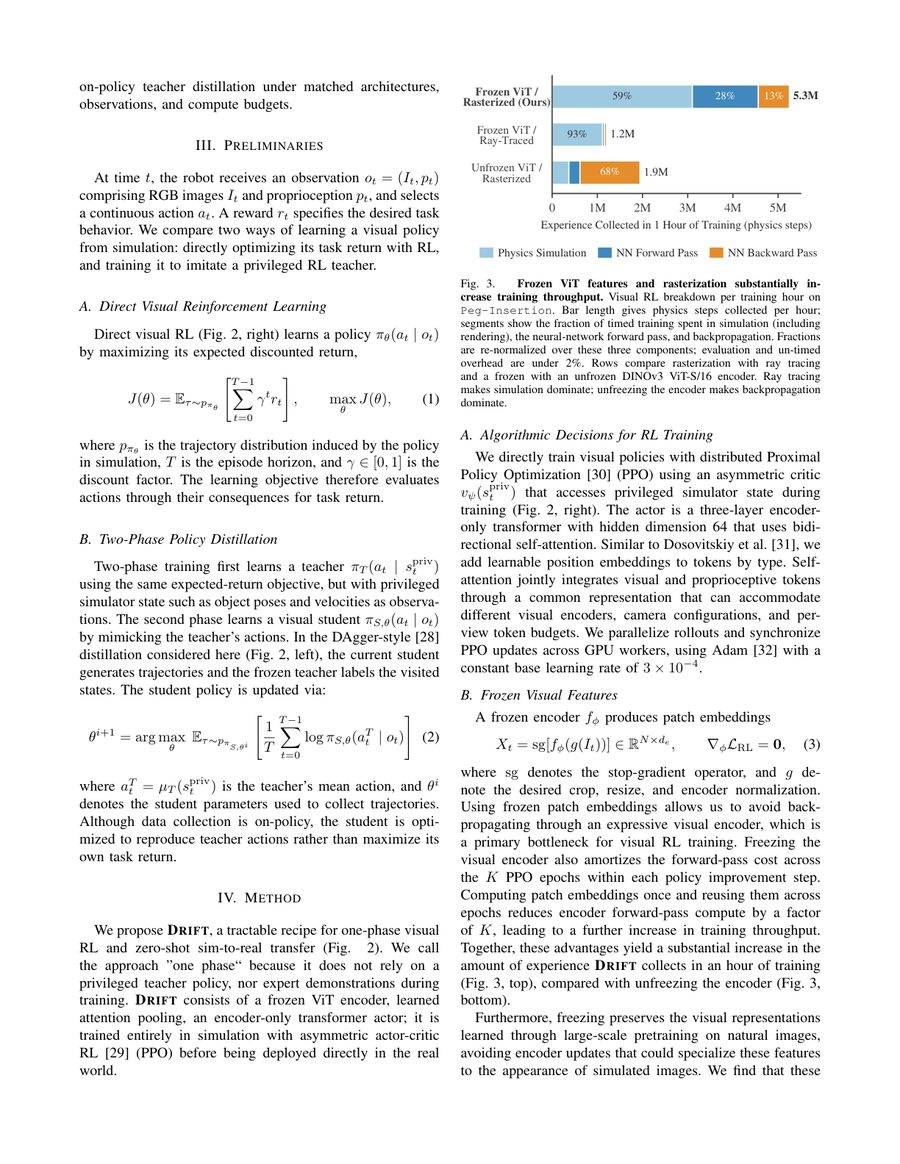 on-policy teacher distillation under matched architectures,
observations, and compute budgets.
III. PRELIMINARIES
At time t, the robot receives an observation o_t = (I_t, p_t)
comprising RGB images I_t and proprioception p_t, and selects
a continuous action a_t. A reward r_t specifies the desired task
behavior. We compare two ways of learning a visual policy
from simulation: directly optimizing its task return with RL,
and training it to imitate a privileged RL teacher.
A. Direct Visual Reinforcement Learning
Direct visual RL (Fig. 2, right) learns a policy π_θ(a_t | o_t)
by maximizing its expected discounted return,
J(θ) = 𝔼_{τ∼p_{π_θ}} [ ∑_{t=0}^{T−1} γ^t r_t ], max_θ J(θ), (1)
where p_{π_θ} is the trajectory distribution induced by the policy
in simulation, T is the episode horizon, and γ ∈ [0, 1] is the
discount factor. The learning objective therefore evaluates
actions through their consequences for task return.
B. Two-Phase Policy Distillation
Two-phase training first learns a teacher π_T(a_t | s_t^{priv})
using the same expected-return objective, but with privileged
simulator state such as object poses and velocities as observa-
tions. The second phase learns a visual student π_{S,θ}(a_t | o_t)
by mimicking the teacher's actions. In the DAgger-style [28]
distillation considered here (Fig. 2, left), the current student
generates trajectories and the frozen teacher labels the visited
states. The student policy is updated via:
θ^{i+1} = arg max_θ 𝔼_{τ∼p_{π_{S,θ^i}}} [ 1/T ∑_{t=0}^{T−1} log π_{S,θ}(a_t^T | o_t) ] (2)
where a_t^T = μ_T(s_t^{priv}) is the teacher's mean action, and θ^i
denotes the student parameters used to collect trajectories.
Although data collection is on-policy, the student is opti-
mized to reproduce teacher actions rather than maximize its
own task return.
IV. METHOD
We propose DRIFT, a tractable recipe for one-phase visual
RL and zero-shot sim-to-real transfer (Fig. 2). We call
the approach ”one phase“ because it does not rely on a
privileged teacher policy, nor expert demonstrations during
training. DRIFT consists of a frozen ViT encoder, learned
attention pooling, an encoder-only transformer actor; it is
trained entirely in simulation with asymmetric actor-critic
RL [29] (PPO) before being deployed directly in the real
world.
Frozen ViT /
Rasterized (Ours)
59% 28% 13% 5.3M
Frozen ViT /
Ray-Traced
93% 1.2M
Unfrozen ViT /
Rasterized
68% 1.9M
0 1M 2M 3M 4M 5M
Experience Collected in 1 Hour of Training (physics steps)
Physics Simulation NN Forward Pass NN Backward Pass
Fig. 3. Frozen ViT features and rasterization substantially in-
crease training throughput. Visual RL breakdown per training hour on
Peg-Insertion. Bar length gives physics steps collected per hour;
segments show the fraction of timed training spent in simulation (including
rendering), the neural-network forward pass, and backpropagation. Fractions
are re-normalized over these three components; evaluation and un-timed
overhead are under 2%. Rows compare rasterization with ray tracing
and a frozen with an unfrozen DINOv3 ViT-S/16 encoder. Ray tracing
makes simulation dominate; unfreezing the encoder makes backpropagation
dominate.
A. Algorithmic Decisions for RL Training
We directly train visual policies with distributed Proximal
Policy Optimization [30] (PPO) using an asymmetric critic
v_ψ(s_t^{priv}) that accesses privileged simulator state during
training (Fig. 2, right). The actor is a three-layer encoder-
only transformer with hidden dimension 64 that uses bidi-
rectional self-attention. Similar to Dosovitskiy et al. [31], we
add learnable position embeddings to tokens by type. Self-
attention jointly integrates visual and proprioceptive tokens
through a common representation that can accommodate
different visual encoders, camera configurations, and per-
view token budgets. We parallelize rollouts and synchronize
PPO updates across GPU workers, using Adam [32] with a
constant base learning rate of 3 × 10^{−4}.
B. Frozen Visual Features
A frozen encoder f_ϕ produces patch embeddings
X_t = sg[f_ϕ(g(I_t))] ∈ ℝ^{N×d_e}, ∇_ϕ ℒ_RL = 0, (3)
where sg denotes the stop-gradient operator, and g de-
note the desired crop, resize, and encoder normalization.
Using frozen patch embeddings allows us to avoid back-
propagating through an expressive visual encoder, which is
a primary bottleneck for visual RL training. Freezing the
visual encoder also amortizes the forward-pass cost across
the K PPO epochs within each policy improvement step.
Computing patch embeddings once and reusing them across
epochs reduces encoder forward-pass compute by a factor
of K, leading to a further increase in training throughput.
Together, these advantages yield a substantial increase in the
amount of experience DRIFT collects in an hour of training
(Fig. 3, top), compared with unfreezing the encoder (Fig. 3,
bottom).
Furthermore, freezing preserves the visual representations
learned through large-scale pretraining on natural images,
avoiding encoder updates that could specialize these features
to the appearance of simulated images. We find that these